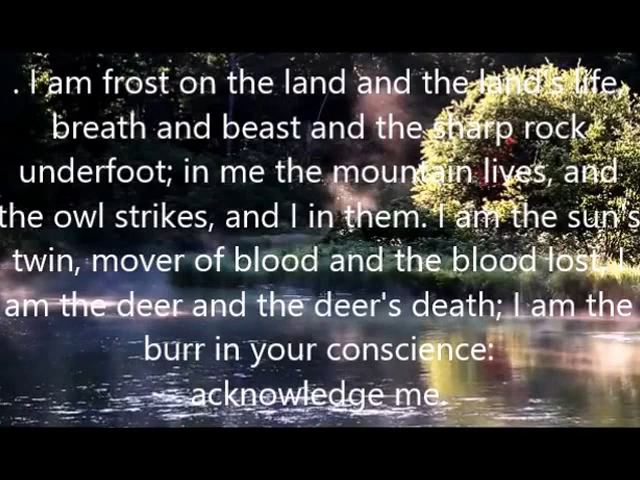 . I am frost on the land and the land's life,
breath and beast and the sharp rock
underfoot; in me the mountain lives, and
the owl strikes, and I in them. I am the sun's
twin, mover of blood and the blood lost. I
am the deer and the deer's death; I am the
burr in your conscience:
acknowledge me.